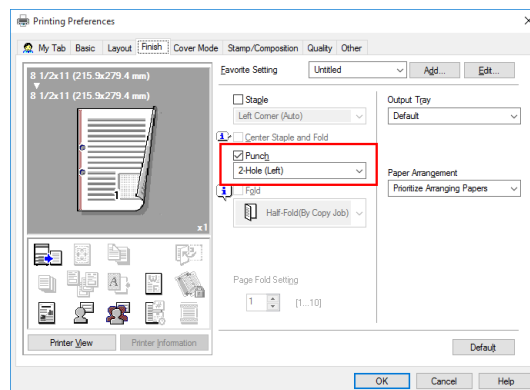 Printing Preferences
My Tab Basic Layout Finish Cover Mode Stamp/Composition Quality Other
8 1/2x11 (215.9x279.4 mm)
8 1/2x11 (215.9x279.4 mm)
1
x1
Printer View
Printer Information
Favorite Setting
Untitled
Add...
Edit...
Staple
Left Corner (Auto)
Center Staple and Fold
Punch
2-Hole (Left)
Fold
Half-Fold(By Copy Job)
Page Fold Setting
1
[1...10]
Output Tray
Default
Paper Arrangement
Prioritize Arranging Papers
Default
OK Cancel Help